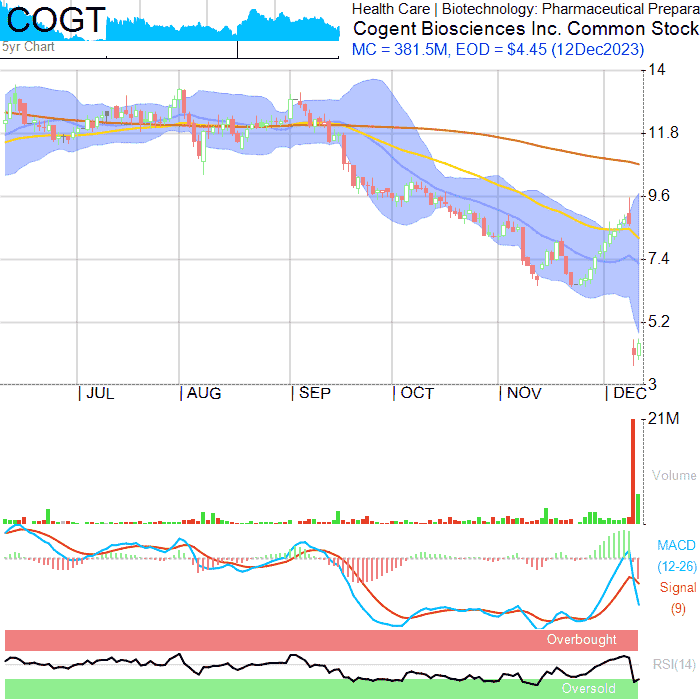 COGT
5yr Chart
Health Care | Biotechnology: Pharmaceutical Prepara
Cogent Biosciences Inc. Common Stock
MC = 381.5M, EOD = $4.45 (12Dec2023)
14
11.8
9.6
7.4
5.2
3
| JUL | AUG | SEP | OCT | NOV | DEC
21M
Volume
MACD
(12-26)
Signal
(9)
Overbought
RSI(14)
Oversold